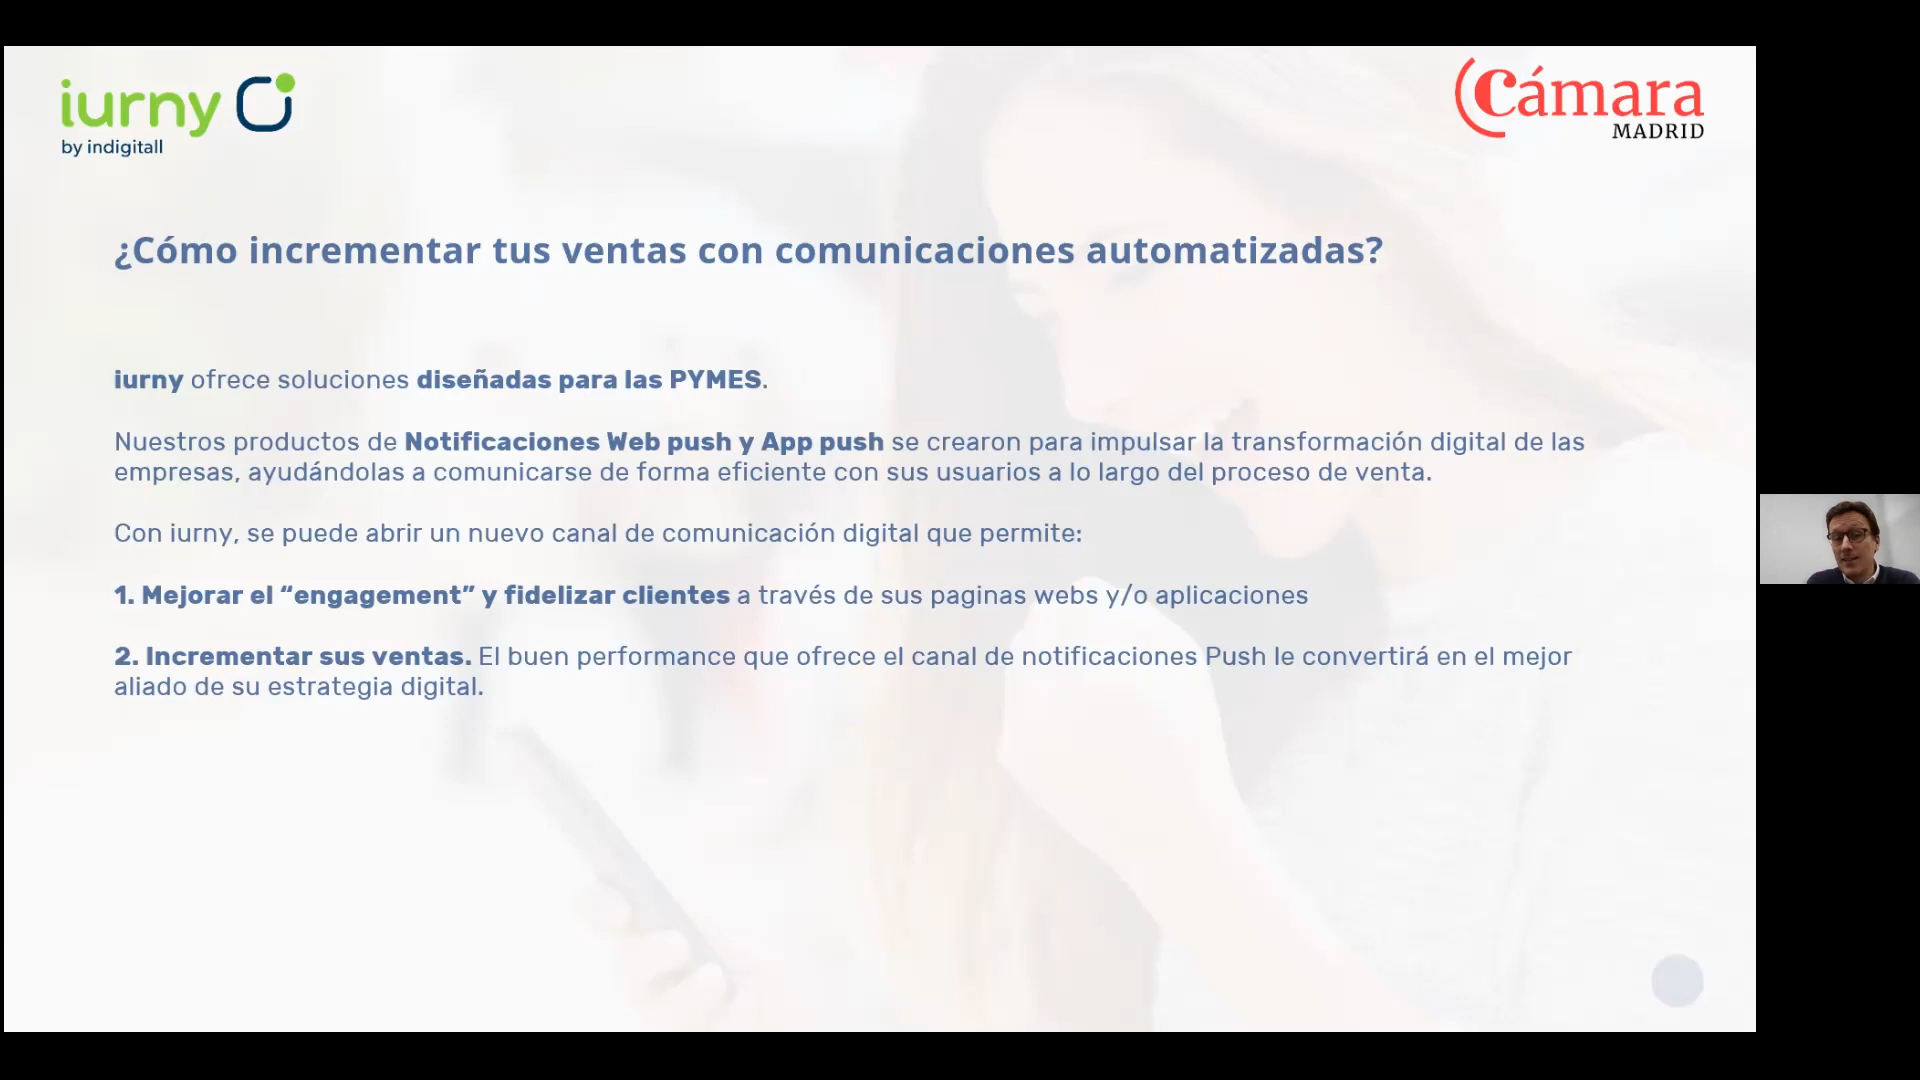 iurny
by indigitall
Cámara
MADRID
¿Cómo incrementar tus ventas con comunicaciones automatizadas?
iurny ofrece soluciones diseñadas para las PYMES.
Nuestros productos de Notificaciones Web push y App push se crearon para impulsar la transformación digital de las
empresas, ayudándolas a comunicarse de forma eficiente con sus usuarios a lo largo del proceso de venta.
Con iurny, se puede abrir un nuevo canal de comunicación digital que permite:
1. Mejorar el “engagement” y fidelizar clientes a través de sus paginas webs y/o aplicaciones
2. Incrementar sus ventas. El buen performance que ofrece el canal de notificaciones Push le convertirá en el mejor
aliado de su estrategia digital.